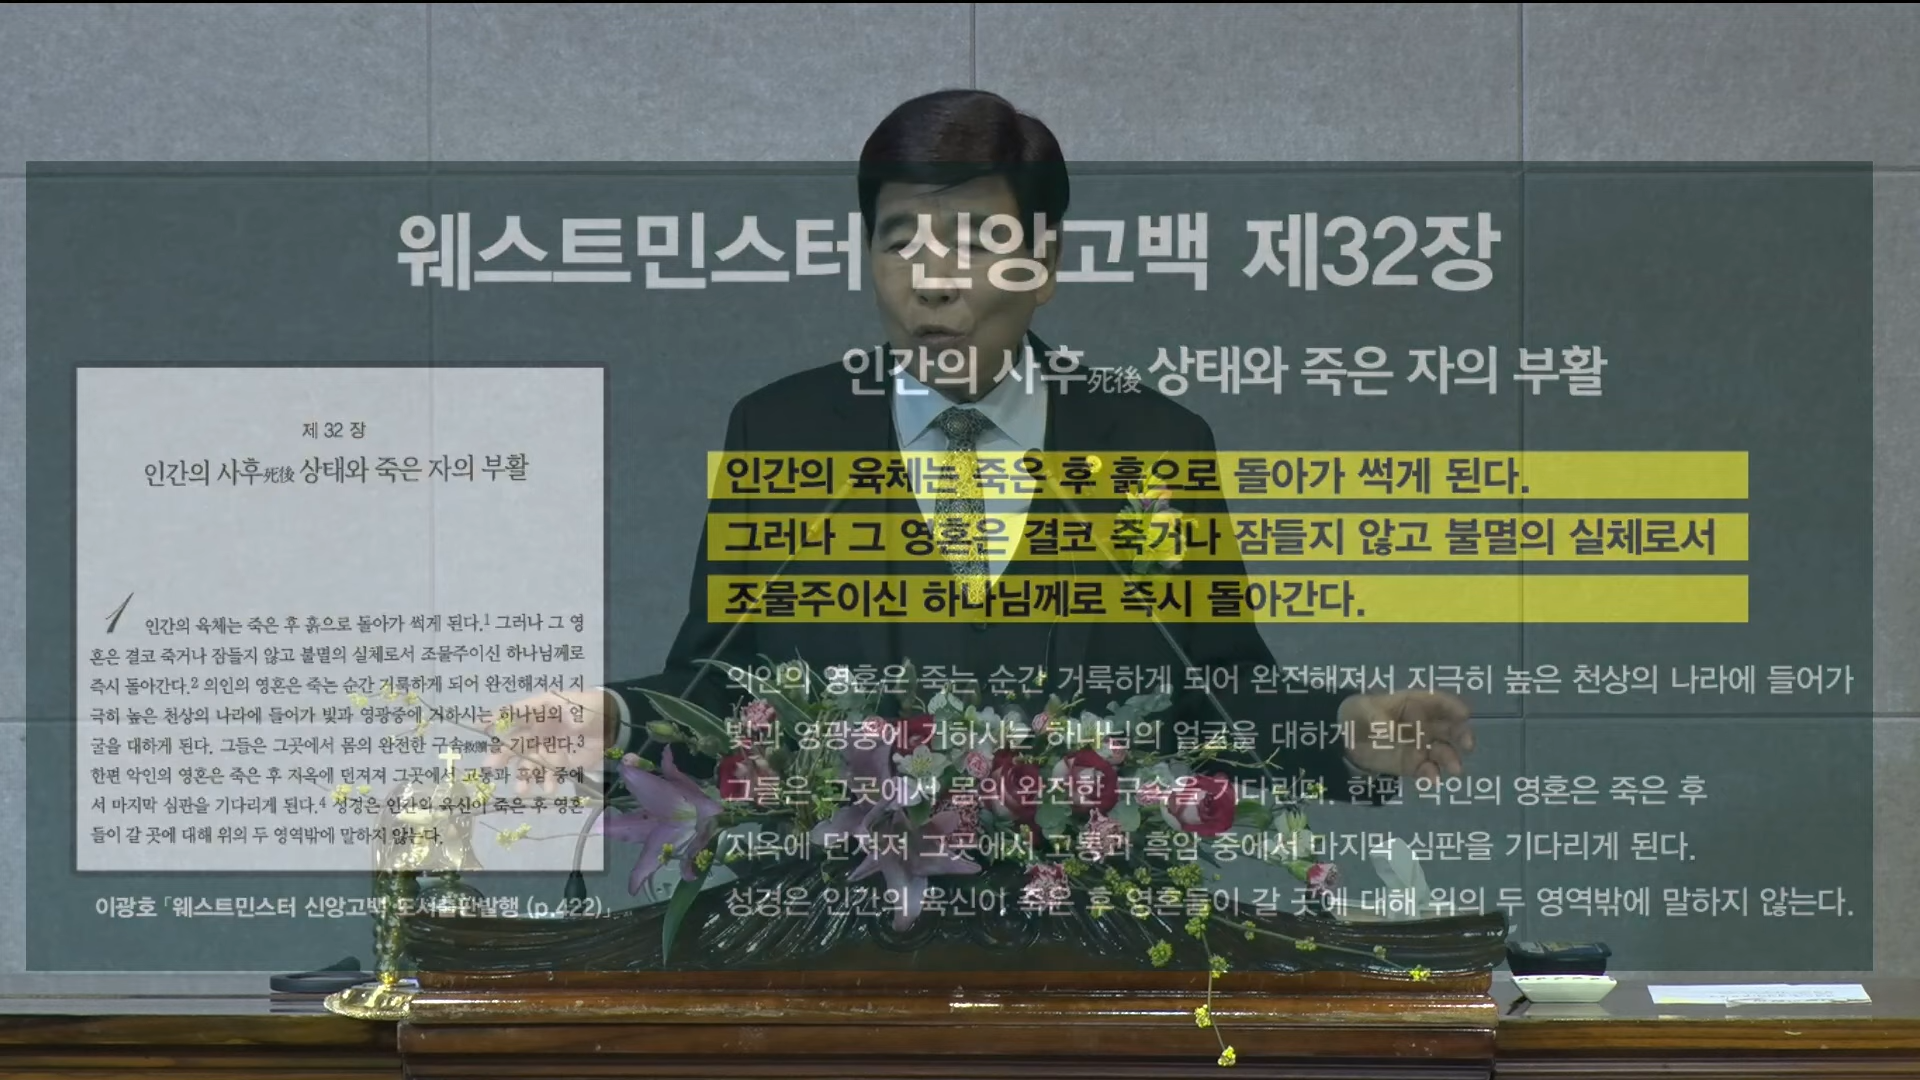 웨스트민스터 신앙고백 제32장
인간의 사후死後 상태와 죽은 자의 부활
인간의 육체는 죽은 후 흙으로 돌아가 썩게 된다.
그러나 그 영혼은 결코 죽거나 잠들지 않고 불멸의 실체로서
조물주이신 하나님께로 즉시 돌아간다.
의인의 영혼은 죽는 순간 거룩하게 되어 완전해져서 지극히 높은 천상의 나라에 들어가
빛과 영광중에 거하시는 하나님의 얼굴을 대하게 된다.
그들은 그곳에서 몸의 완전한 구속을 기다린다. 한편 악인의 영혼은 죽은 후
지옥에 던져져 그곳에서 고통과 흑암 중에서 마지막 심판을 기다리게 된다.
성경은 인간의 육신이 죽은 후 영혼들이 갈 곳에 대해 위의 두 영역밖에 말하지 않는다.
제 32 장
인간의 사후死後 상태와 죽은 자의 부활
1 인간의 육체는 죽은 후 흙으로 돌아가 썩게 된다.1 그러나 그 영
혼은 결코 죽거나 잠들지 않고 불멸의 실체로서 조물주이신 하나님께로
즉시 돌아간다.2 의인의 영혼은 죽는 순간 거룩하게 되어 완전해져서 지
극히 높은 천상의 나라에 들어가 빛과 영광중에 거하시는 하나님의 얼
굴을 대하게 된다. 그들은 그곳에서 몸의 완전한 구속救贖을 기다린다.3
한편 악인의 영혼은 죽은 후 지옥에 던져져 그곳에서 고통과 흑암 중에
서 마지막 심판을 기다리게 된다.4 성경은 인간의 육신이 죽은 후 영혼
들이 갈 곳에 대해 위의 두 영역밖에 말하지 않는다.
이광호 「웨스트민스터 신앙고백 도서출판발행 (p.422)」